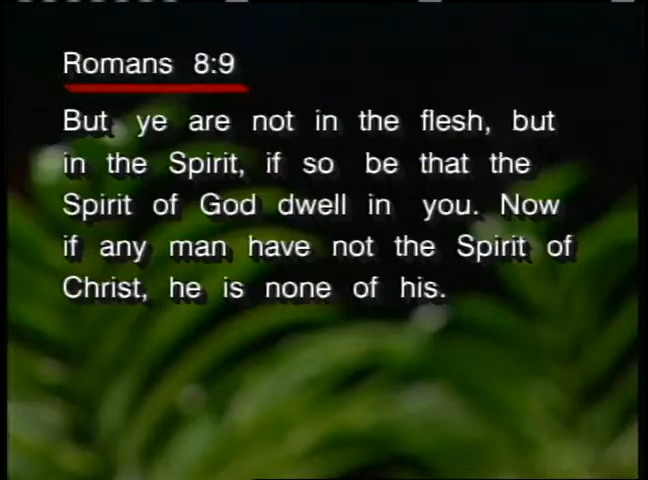 Romans 8:9
But ye are not in the flesh, but
in the Spirit, if so be that the
Spirit of God dwell in you. Now
if any man have not the Spirit of
Christ, he is none of his.